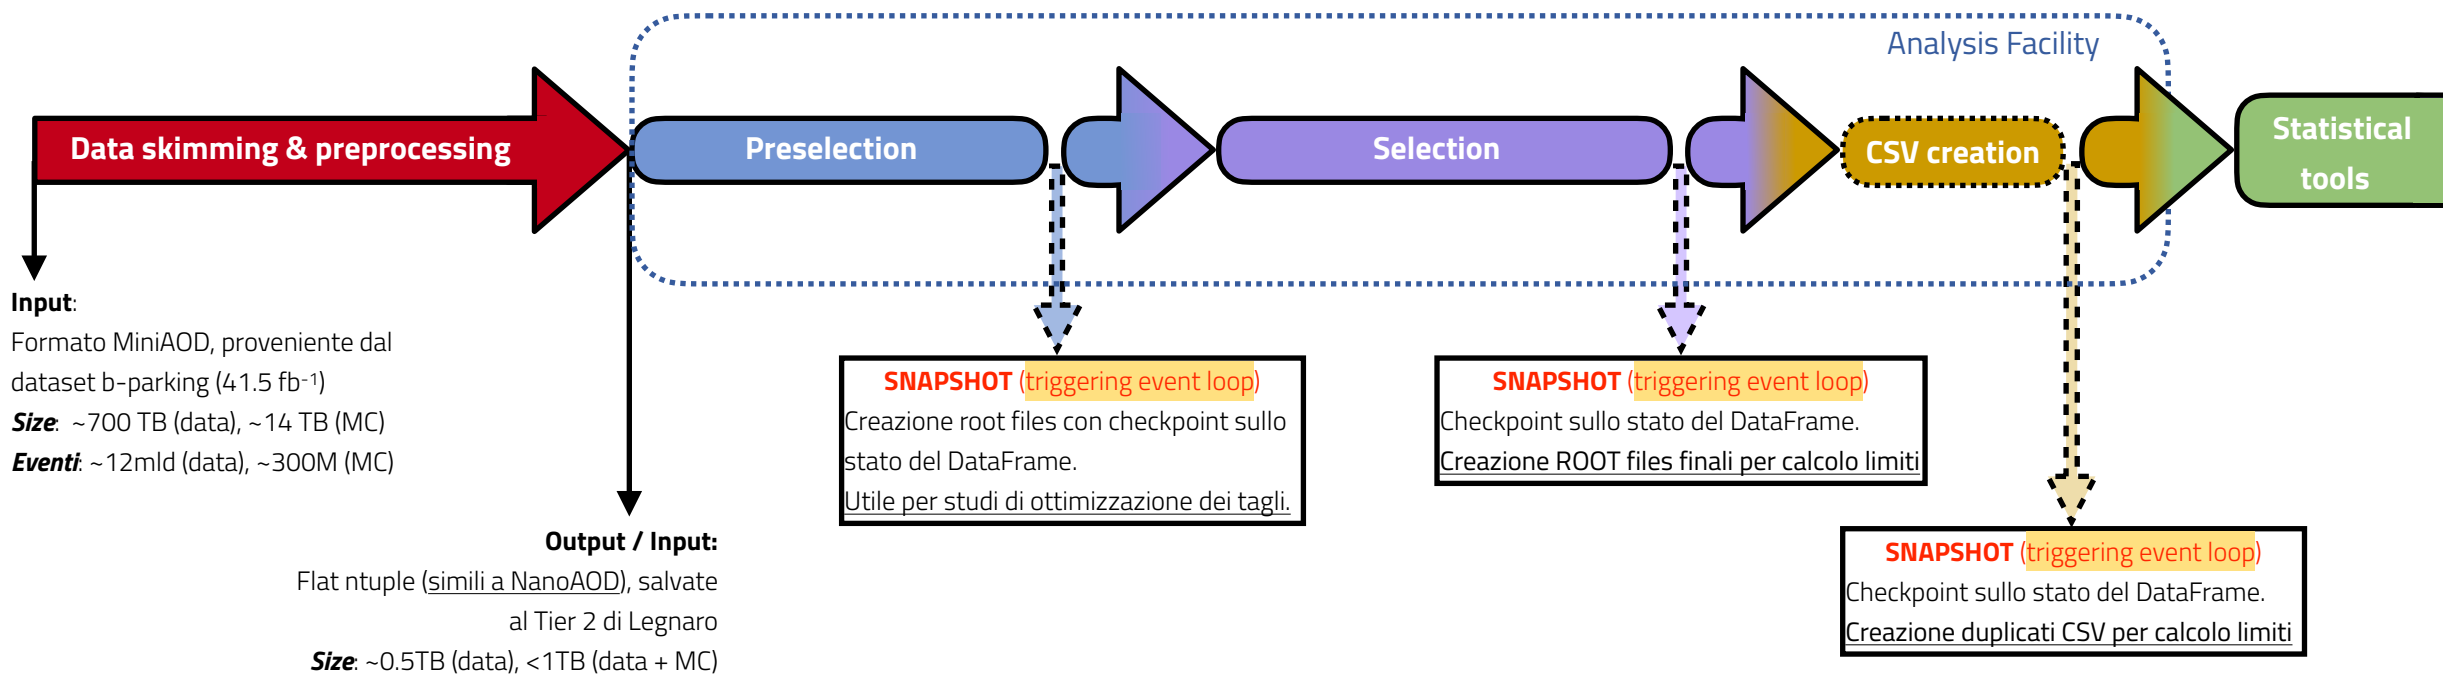 Analysis Facility
Data skimming & preprocessing
Preselection
Selection
CSV creation
Statistical
tools
Input:
Formato MiniAOD, proveniente dal
dataset b-parking (41.5 fb-1)
Size: ~700 TB (data), ~14 TB (MC)
Eventi: ~12mld (data), ~300M (MC)
Output / Input:
Flat ntuple (simili a NanoAOD), salvate
al Tier 2 di Legnaro
Size: ~0.5TB (data), <1TB (data + MC)
SNAPSHOT (triggering event loop)
Creazione root files con checkpoint sullo
stato del DataFrame.
Utile per studi di ottimizzazione dei tagli.
SNAPSHOT (triggering event loop)
Checkpoint sullo stato del DataFrame.
Creazione ROOT files finali per calcolo limiti
SNAPSHOT (triggering event loop)
Checkpoint sullo stato del DataFrame.
Creazione duplicati CSV per calcolo limiti